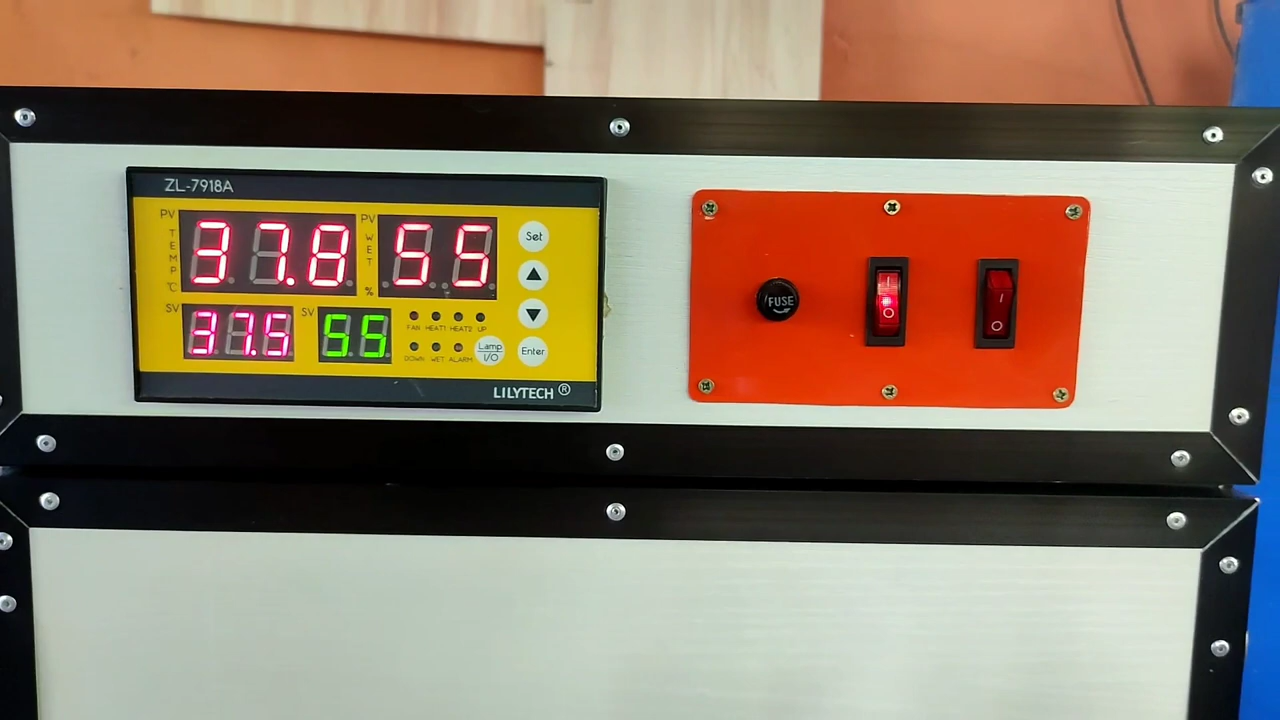 ZL-7918A
PV TEMP °C 37.8 PV WET % 55 Set
SV 37.5 SV 55
FAN HEAT1 HEAT2 UP
DOWN WET ALARM Lamp I/O Enter
LILYTECH®
FUSE
I O
I O